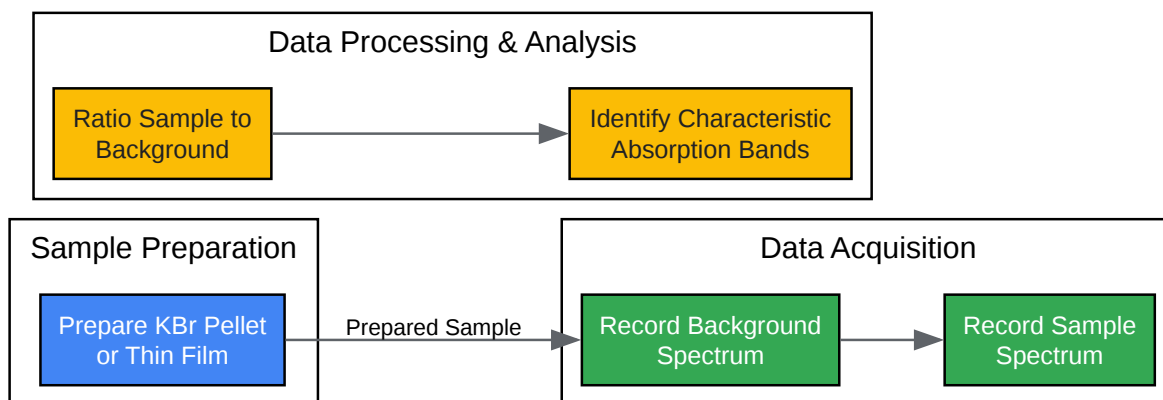 Data Processing & Analysis
Ratio Sample to
Background
Identify Characteristic
Absorption Bands
Sample Preparation
Prepare KBr Pellet
or Thin Film
Prepared Sample
Data Acquisition
Record Background
Spectrum
Record Sample
Spectrum